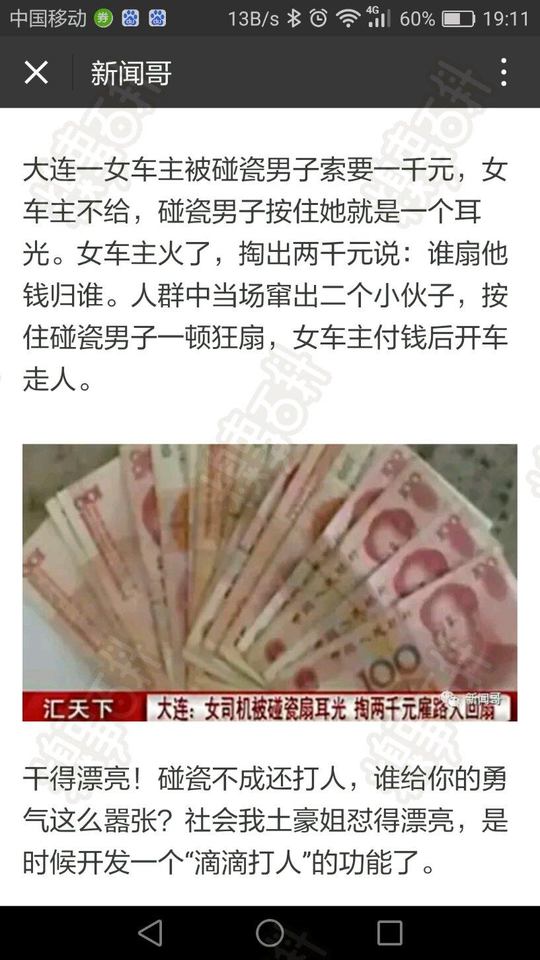 中国移动 券 13B/s 4G 60% 19:11
新闻哥
大连一女车主被碰瓷男子索要一千元，女
车主不给，碰瓷男子按住她就是一个耳
光。女车主火了，掏出两千元说：谁扇他
钱归谁。人群中当场窜出二个小伙子，按
住碰瓷男子一顿狂扇，女车主付钱后开车
走人。
100
新闻哥
汇天下 大连：女司机被碰瓷扇耳光 掏两千元雇路人回扇
干得漂亮！碰瓷不成还打人，谁给你的勇
气这么嚣张？社会我土豪姐怼得漂亮，是
时候开发一个“滴滴打人”的功能了。